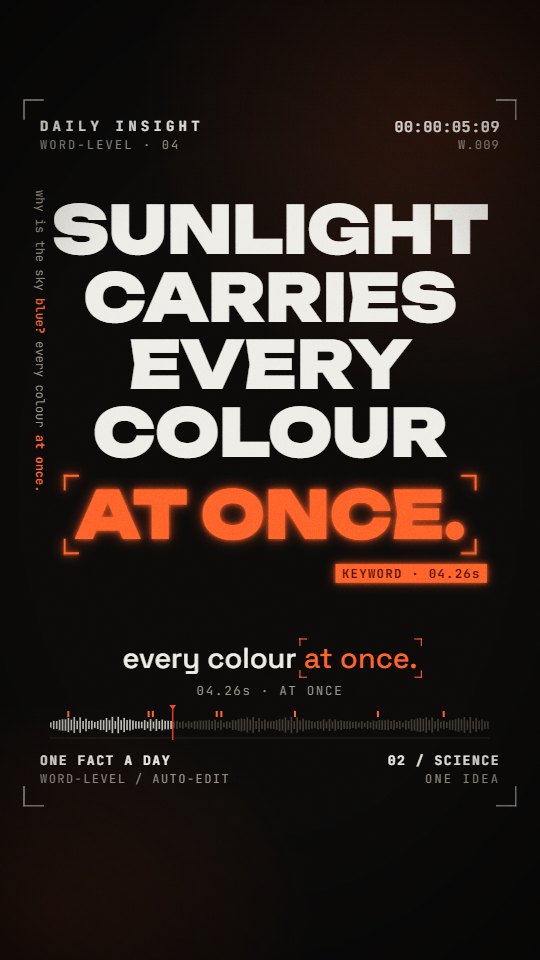 DAILY INSIGHT
WORD-LEVEL · 04
00:00:05:09
W.009
why is the sky blue? every colour at once.
SUNLIGHT
CARRIES
EVERY
COLOUR
AT ONCE.
KEYWORD · 04.26s
every colour at once.
04.26s · AT ONCE
ONE FACT A DAY
WORD-LEVEL / AUTO-EDIT
02 / SCIENCE
ONE IDEA